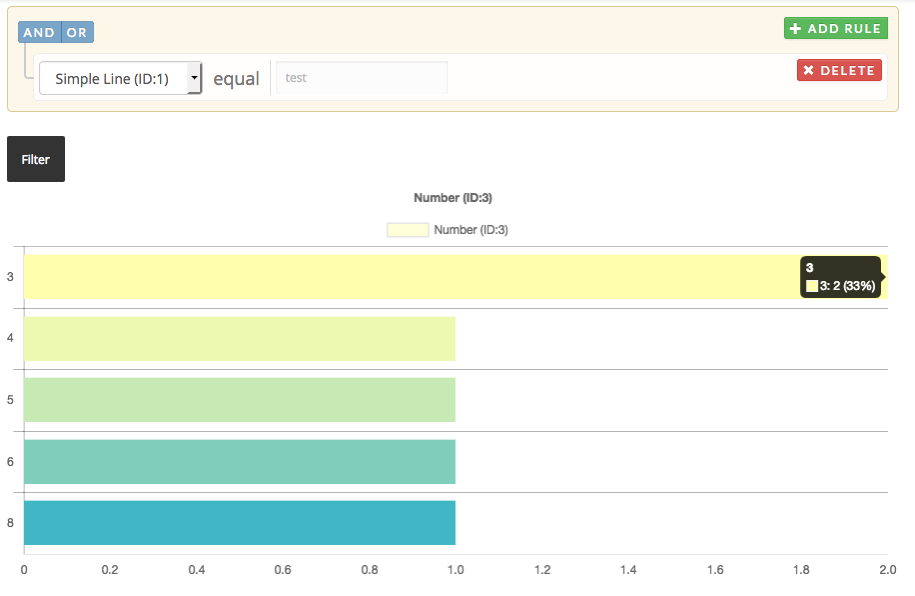 AND OR
+ ADD RULE
Simple Line (ID:1) equal test
✖ DELETE
Filter
Number (ID:3)
Number (ID:3)
3
3
3: 2 (33%)
4
5
6
8
0 0.2 0.4 0.6 0.8 1.0 1.2 1.4 1.6 1.8 2.0